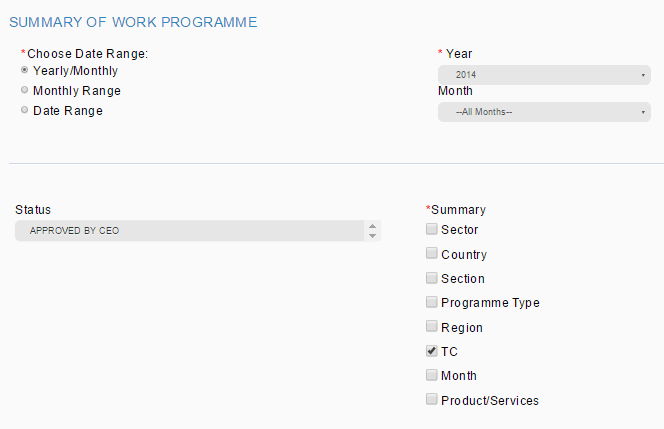 SUMMARY OF WORK PROGRAMME
*Choose Date Range:
Yearly/Monthly
Monthly Range
Date Range
* Year
2014
Month
--All Months--
Status
APPROVED BY CEO
*Summary
Sector
Country
Section
Programme Type
Region
TC
Month
Product/Services